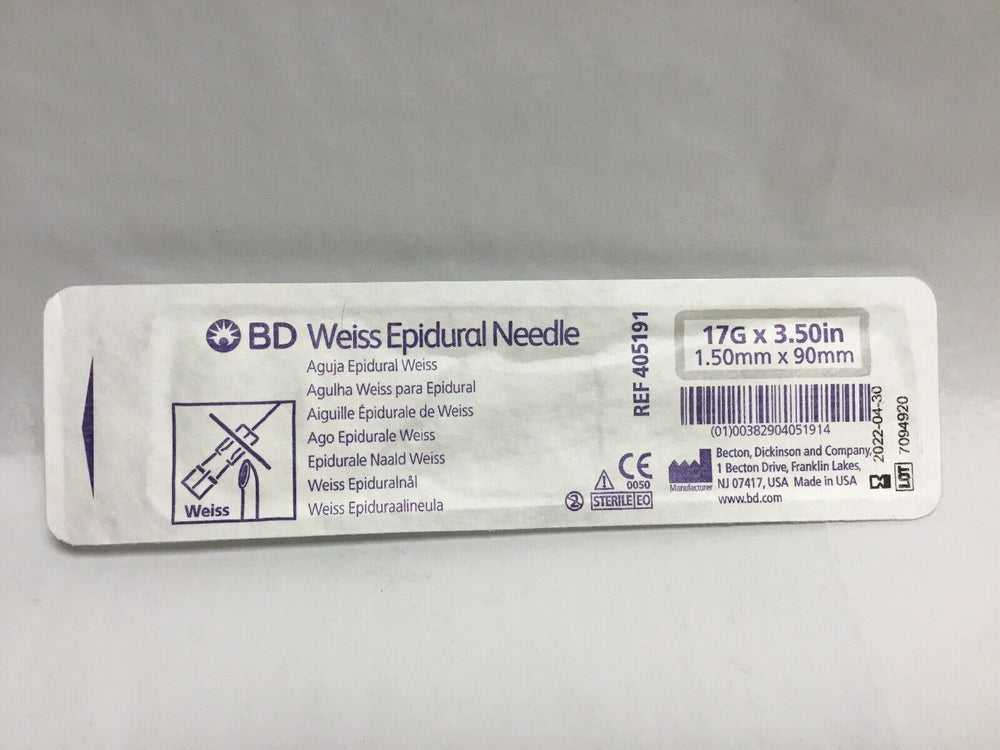 BD Weiss Epidural Needle
Aguja Epidural Weiss
Agulha Weiss para Epidural
Aiguille Épidurale de Weiss
Ago Epidurale Weiss
Epidurale Naald Weiss
Weiss Epiduralnål
Weiss Epiduraalineula
Weiss
REF 405191
17G x 3.50in
1.50mm x 90mm
(01)00382904051914
2
CE
0050
STERILE EO
Manufacturer
Becton, Dickinson and Company,
1 Becton Drive, Franklin Lakes,
NJ 07417, USA Made in USA
www.bd.com
2022-04-30
LOT 7094920